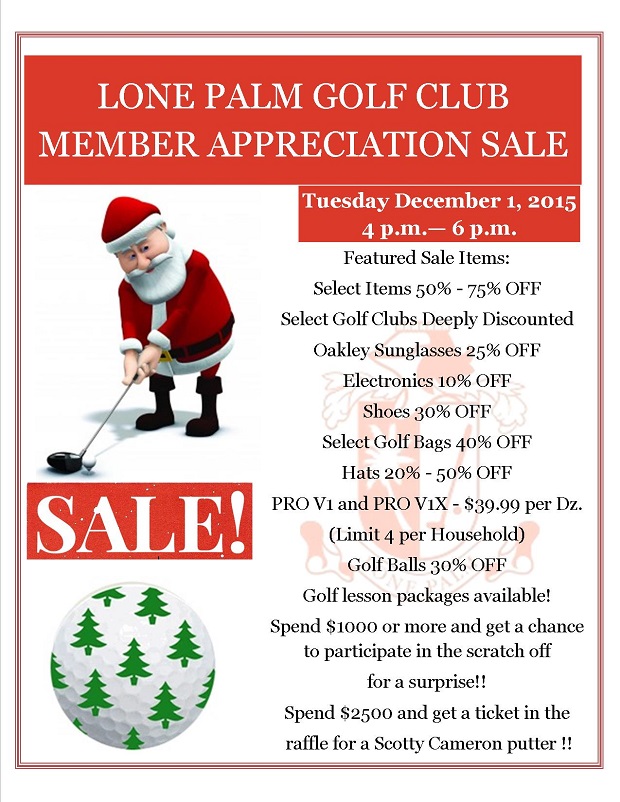 LONE PALM GOLF CLUB
MEMBER APPRECIATION SALE
Tuesday December 1, 2015
4 p.m.— 6 p.m.
Featured Sale Items:
Select Items 50% - 75% OFF
Select Golf Clubs Deeply Discounted
Oakley Sunglasses 25% OFF
Electronics 10% OFF
Shoes 30% OFF
Select Golf Bags 40% OFF
Hats 20% - 50% OFF
PRO V1 and PRO V1X - $39.99 per Dz.
(Limit 4 per Household)
Golf Balls 30% OFF
Golf lesson packages available!
Spend $1000 or more and get a chance
to participate in the scratch off
for a surprise!!
Spend $2500 and get a ticket in the
raffle for a Scotty Cameron putter !!
SALE!
LONE PALM